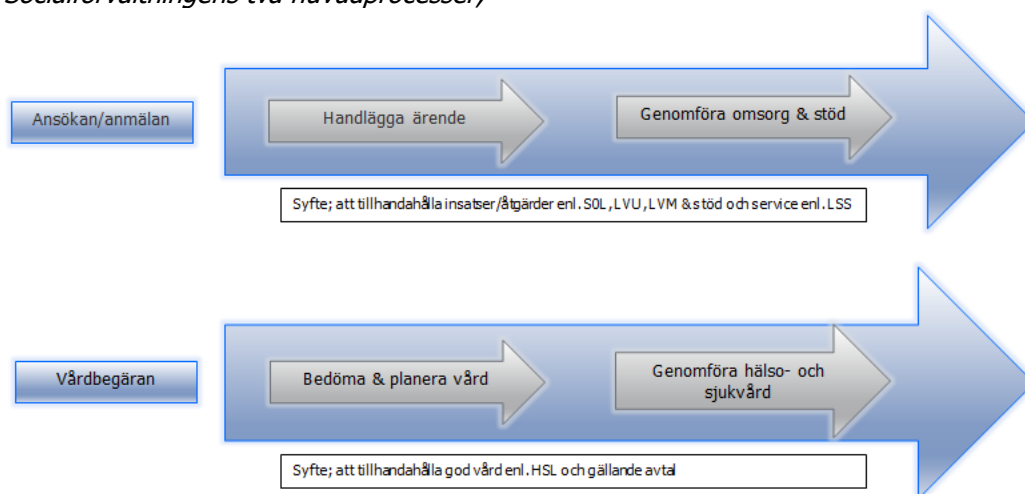 Socialförvaltningens två huvudprocesser)
Ansökan/anmälan
Handlägga ärende
Genomföra omsorg & stöd
Syfte; att tillhandahålla insatser/åtgärder enl. S0L, LVU, LVM & stöd och service enl. LSS
Vårdbegäran
Bedöma & planera vård
Genomföra hälso- och
sjukvård
Syfte; att tillhandahålla god vård enl. HSL och gällande avtal